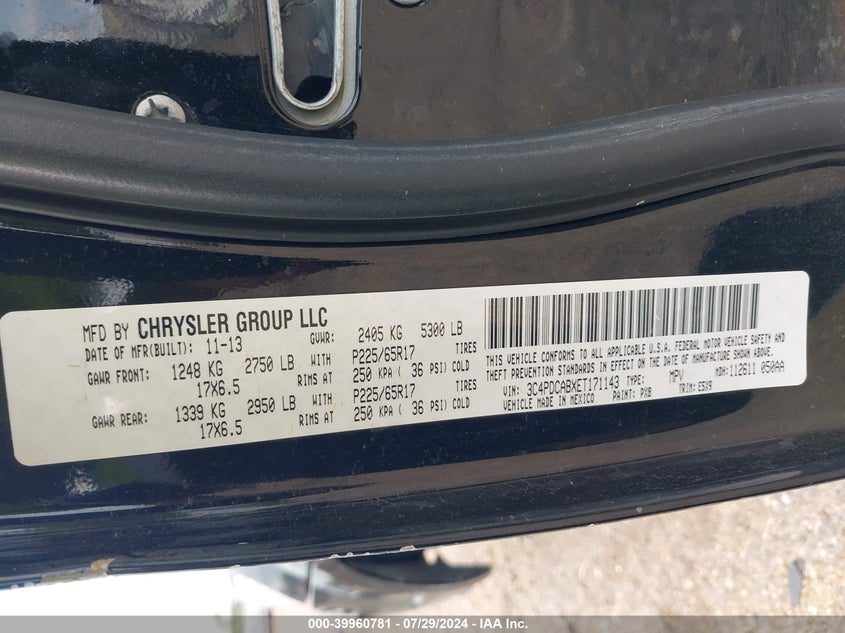 MFD BY CHRYSLER GROUP LLC
DATE OF MFR(BUILT): 11-13 GVWR: 2405 KG 5300 LB
GAWR FRONT: 1248 KG 2750 LB WITH P225/65R17 TIRES
17X6.5 RIMS AT 250 KPA ( 36 PSI) COLD
GAWR REAR: 1339 KG 2950 LB WITH P225/65R17 TIRES
17X6.5 RIMS AT 250 KPA ( 36 PSI) COLD
THIS VEHICLE CONFORMS TO ALL APPLICABLE U.S.A. FEDERAL MOTOR VEHICLE SAFETY AND
THEFT PREVENTION STANDARDS IN EFFECT ON THE DATE OF MANUFACTURE SHOWN ABOVE.
VIN: 3C4PDCABXET171143 TYPE: MPV MDH: 112611 050AA
VEHICLE MADE IN MEXICO PAINT: PX8 TRIM: E5X9
000-39960781 - 07/29/2024 - IAA Inc.